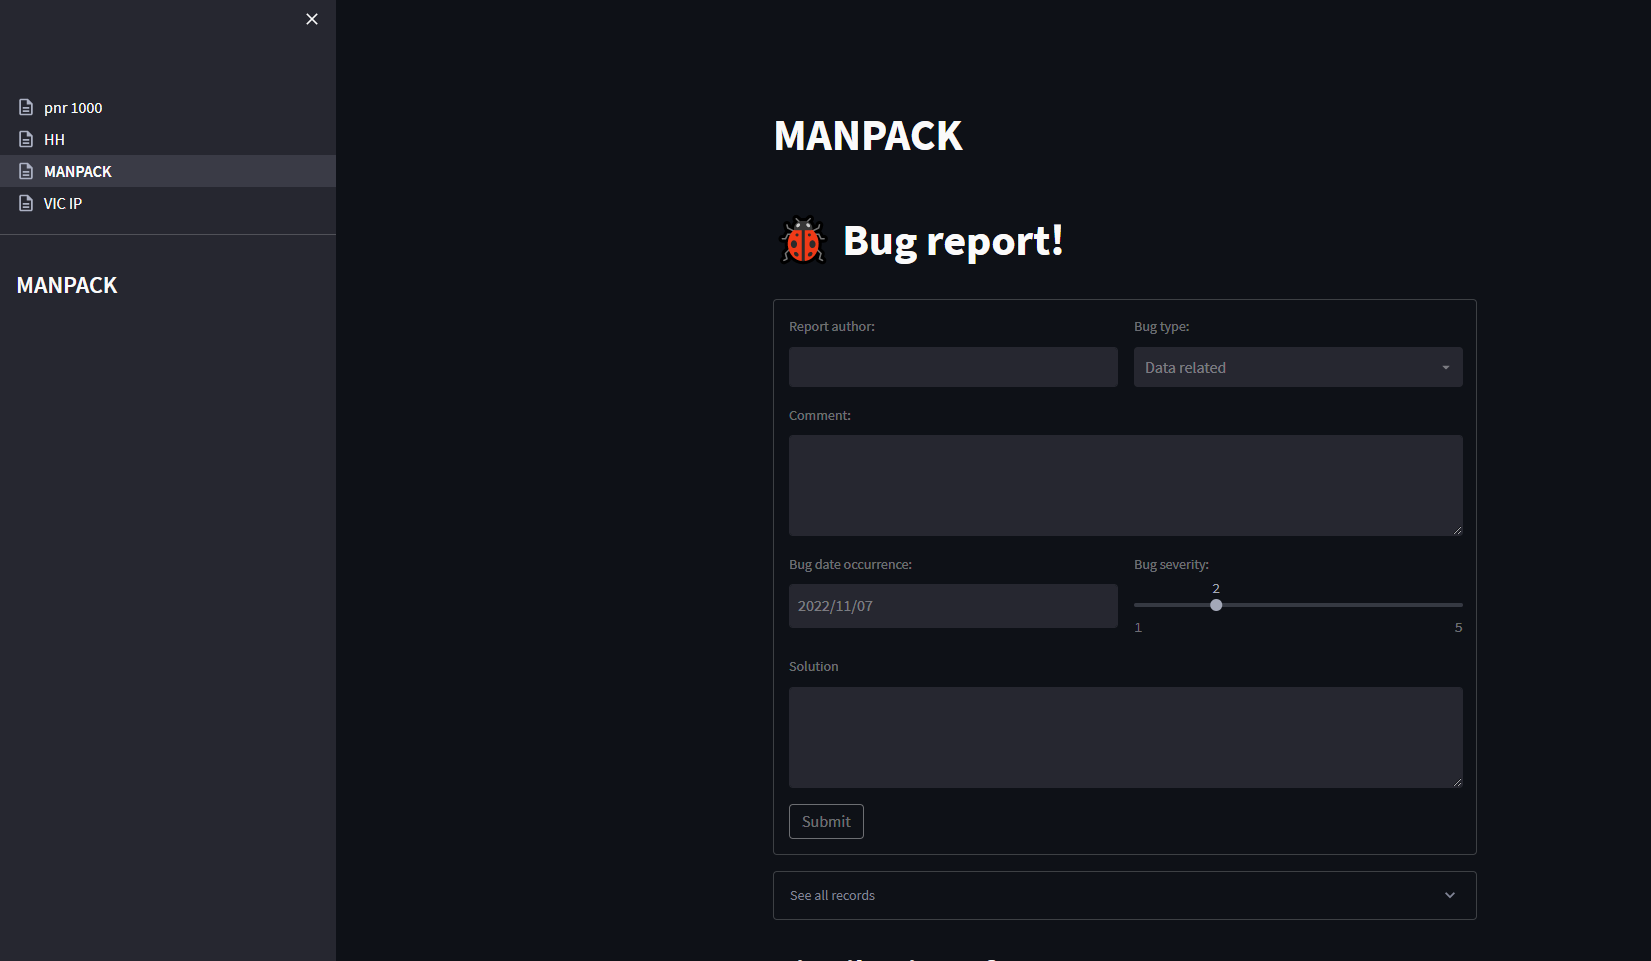 pnr 1000
HH
MANPACK
VIC IP
MANPACK
MANPACK
Bug report!
Report author:
Bug type:
Data related
Comment:
Bug date occurrence:
Bug severity:
2
2022/11/07
1
5
Solution
Submit
See all records